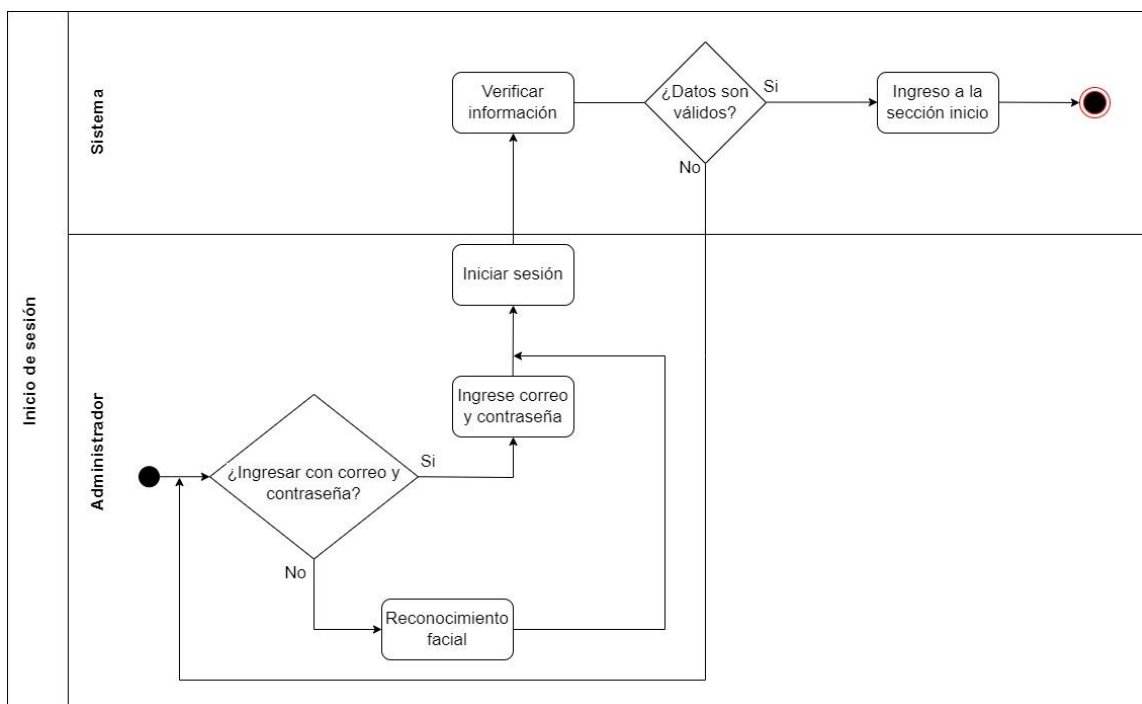 Inicio de sesión
Sistema
Verificar
información
¿Datos son
válidos?
Si
No
Ingreso a la
sección inicio
Administrador
Iniciar sesión
Ingrese correo
y contraseña
¿Ingresar con correo y
contraseña?
Si
No
Reconocimiento
facial